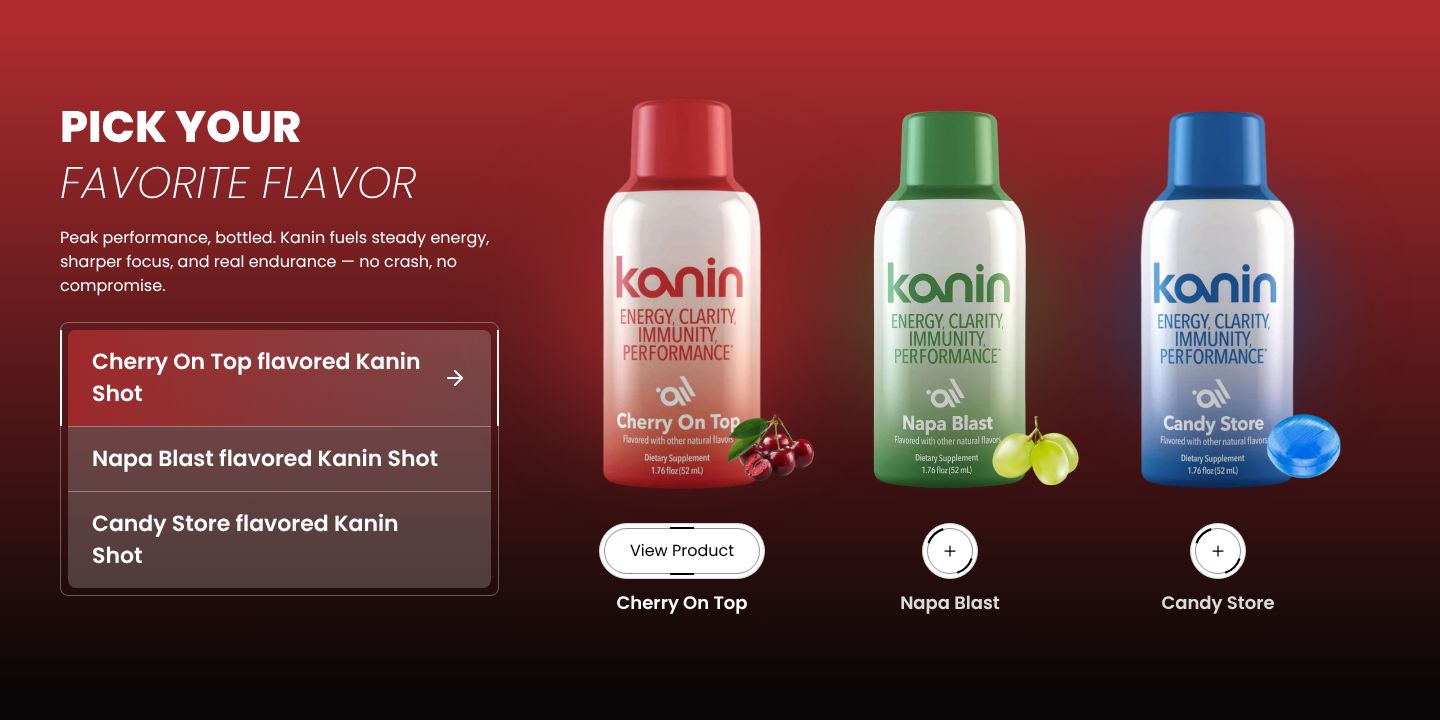 PICK YOUR
FAVORITE FLAVOR
Peak performance, bottled. Kanin fuels steady energy,
sharper focus, and real endurance — no crash, no
compromise.
Cherry On Top flavored Kanin
Shot
Napa Blast flavored Kanin Shot
Candy Store flavored Kanin
Shot
kanin
ENERGY, CLARITY,
IMMUNITY,
PERFORMANCE*
Cherry On Top
Flavored with other natural flavors
Dietary Supplement
1.76 fl oz (52 mL)
View Product
Cherry On Top
kanin
ENERGY, CLARITY,
IMMUNITY,
PERFORMANCE*
Napa Blast
Flavored with other natural flavors
Dietary Supplement
1.76 fl oz (52 mL)
+
Napa Blast
kanin
ENERGY, CLARITY,
IMMUNITY,
PERFORMANCE*
Candy Store
Flavored with other natural flavors
Dietary Supplement
1.76 fl oz (52 mL)
+
Candy Store